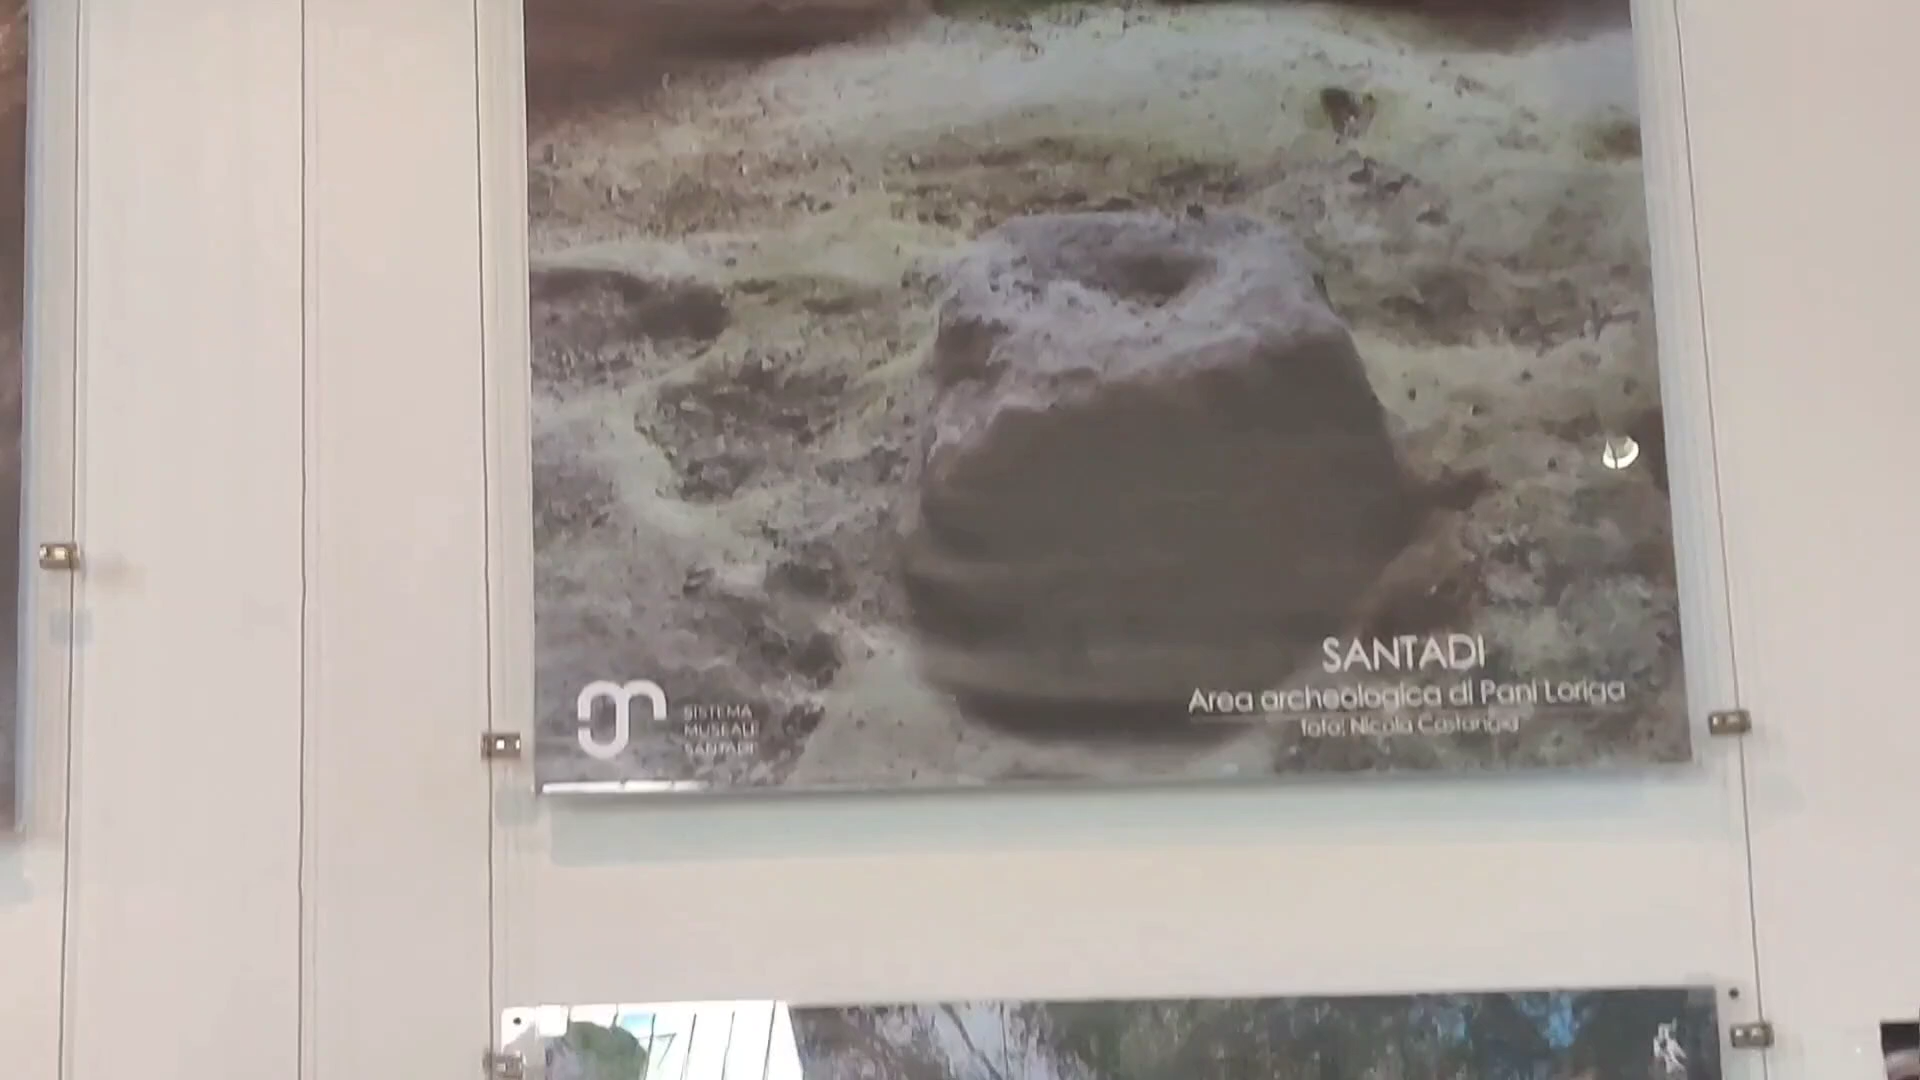 SANTADI
Area archeologica di Pani Loriga
foto: Nicola Castangia
SISTEMA
MUSEALE
SANTADI